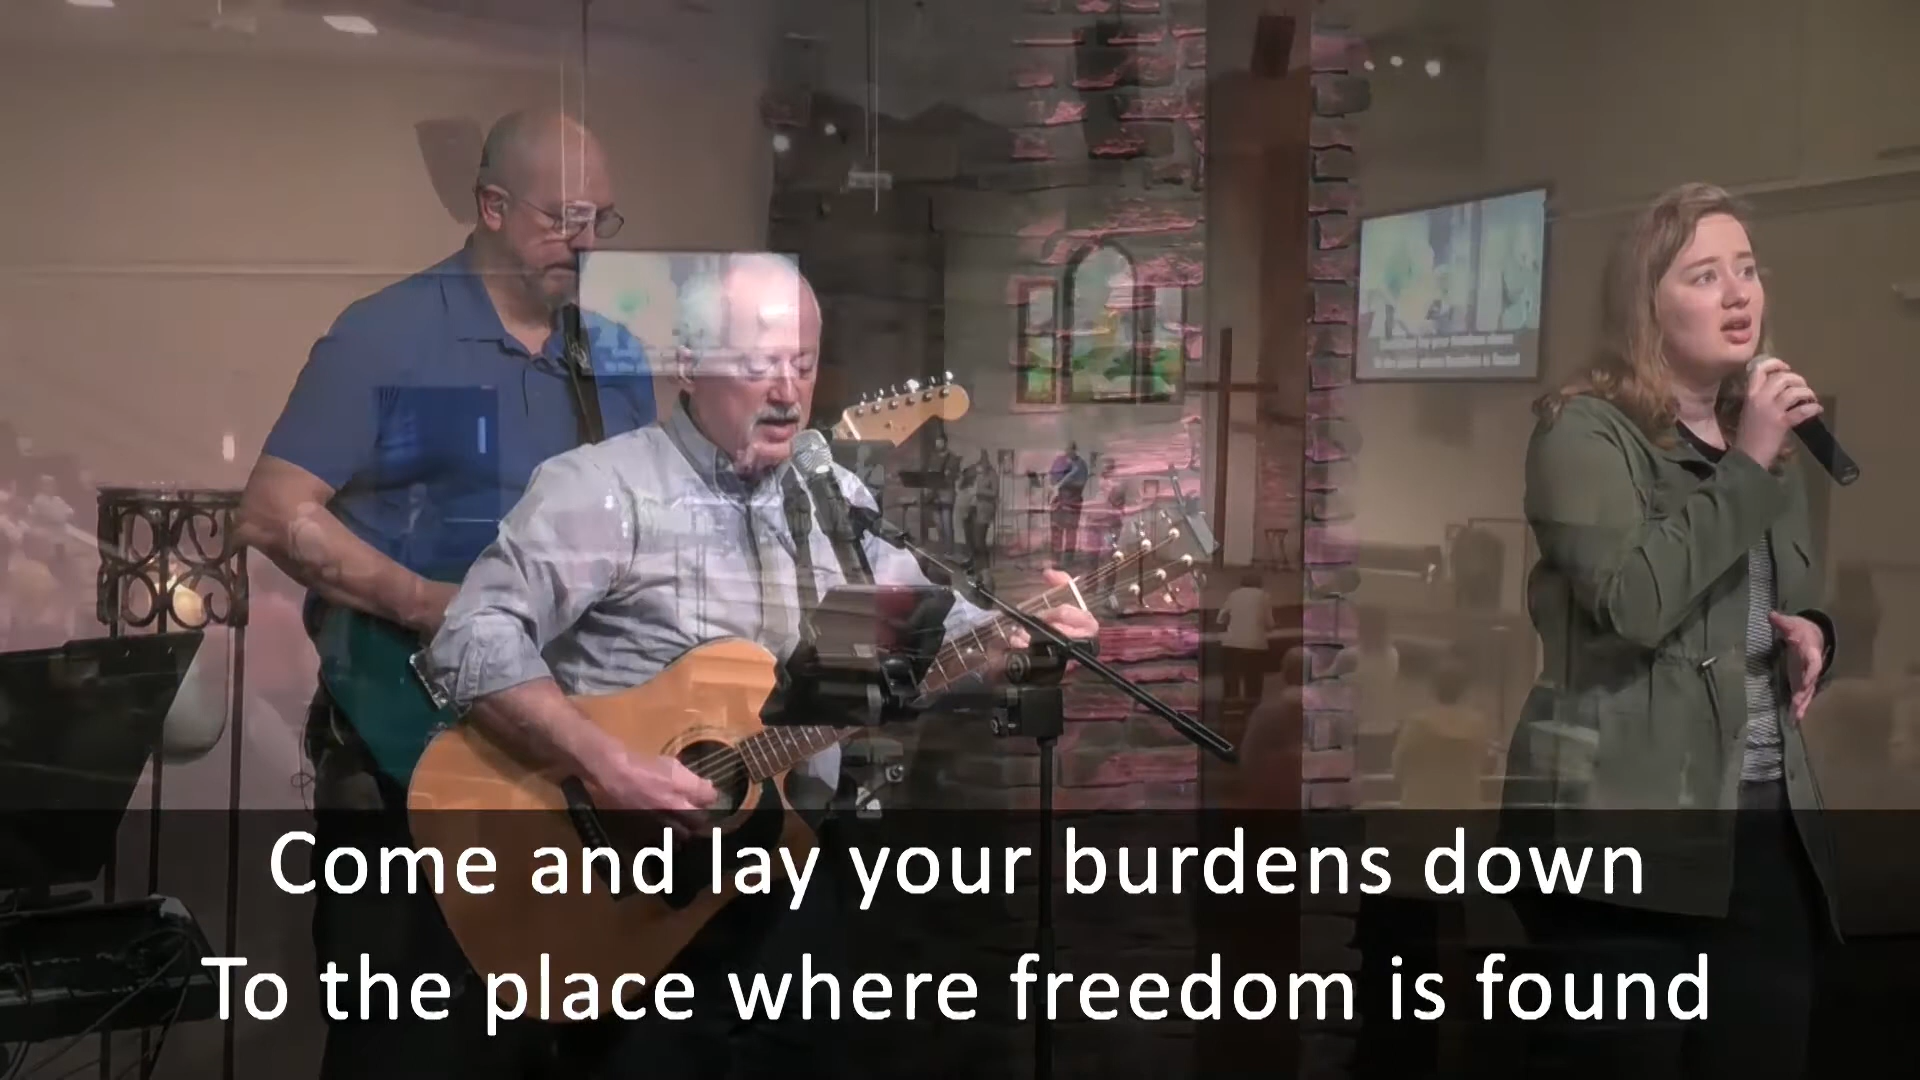 Come and lay your burdens down
To the place where freedom is found